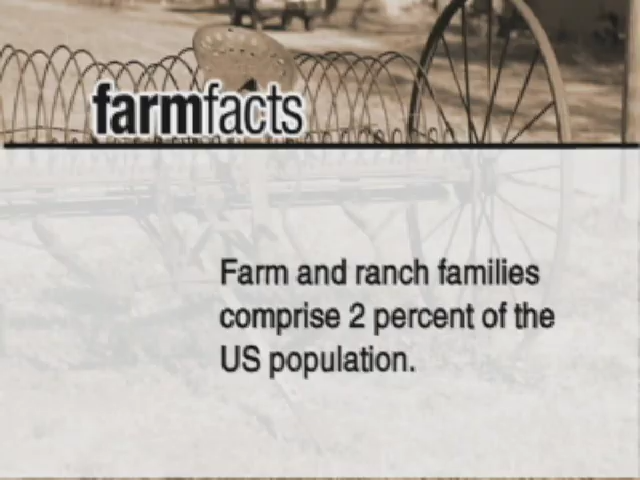 farmfacts
Farm and ranch families
comprise 2 percent of the
US population.